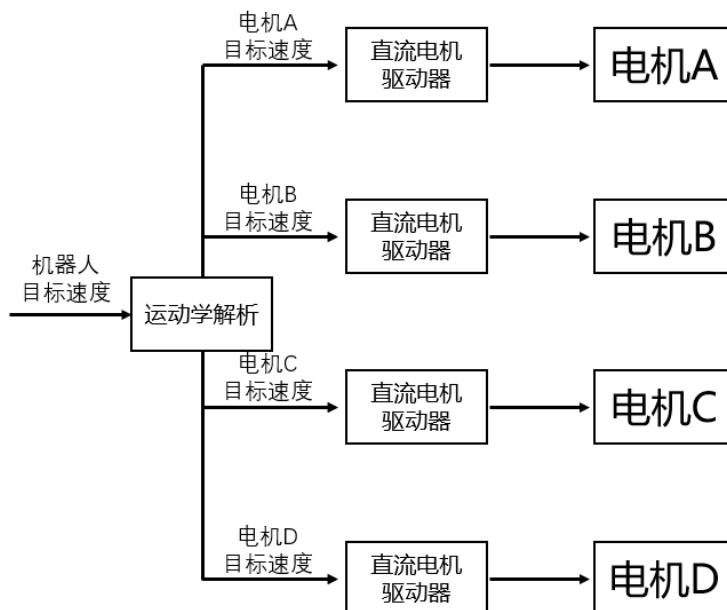 电机A
目标速度
直流电机
驱动器
电机A
电机B
目标速度
直流电机
驱动器
电机B
机器人
目标速度
运动学解析
电机C
目标速度
直流电机
驱动器
电机C
电机D
目标速度
直流电机
驱动器
电机D